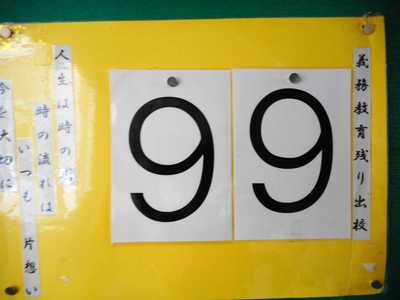 義務教育残り出校
99
人生は時の
時の流れは
いつも片想い
今を大切に